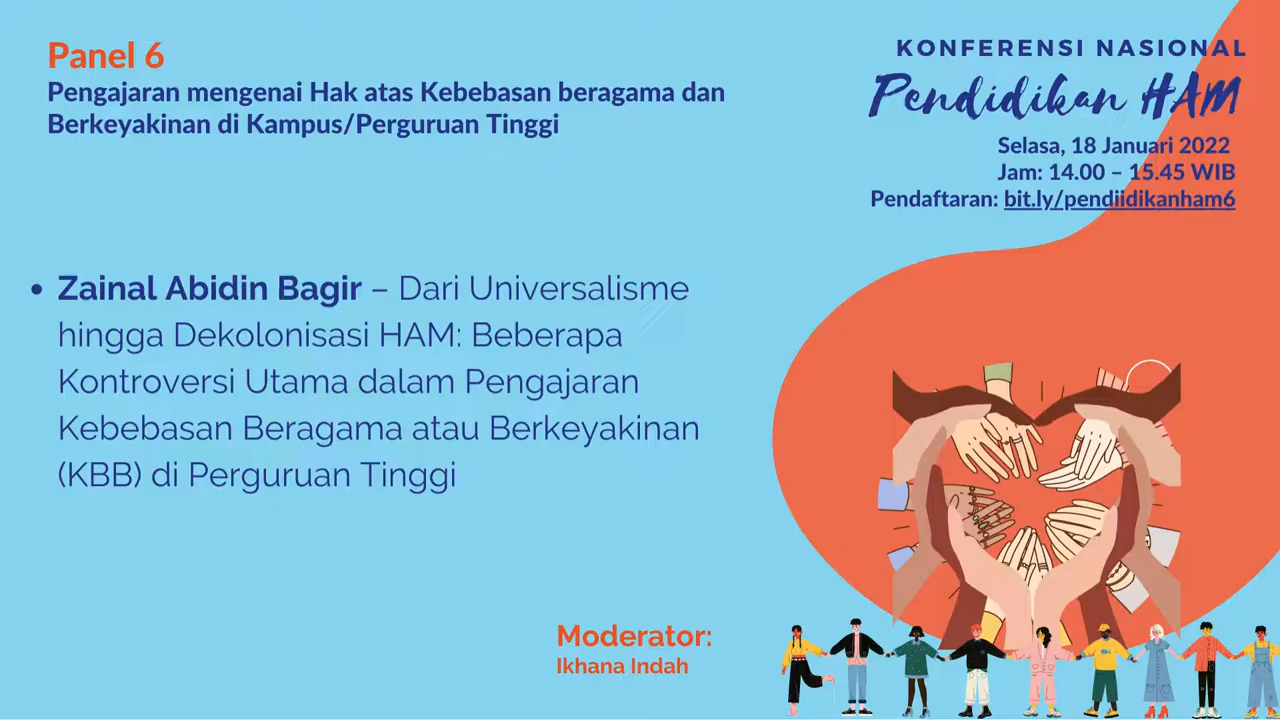 Panel 6
Pengajaran mengenai Hak atas Kebebasan beragama dan
Berkeyakinan di Kampus/Perguruan Tinggi
KONFERENSI NASIONAL
Pendidikan HAM
Selasa, 18 Januari 2022
Jam: 14.00 – 15.45 WIB
Pendaftaran: bit.ly/pendiidikanham6
• Zainal Abidin Bagir – Dari Universalisme
hingga Dekolonisasi HAM: Beberapa
Kontroversi Utama dalam Pengajaran
Kebebasan Beragama atau Berkeyakinan
(KBB) di Perguruan Tinggi
Moderator:
Ikhana Indah